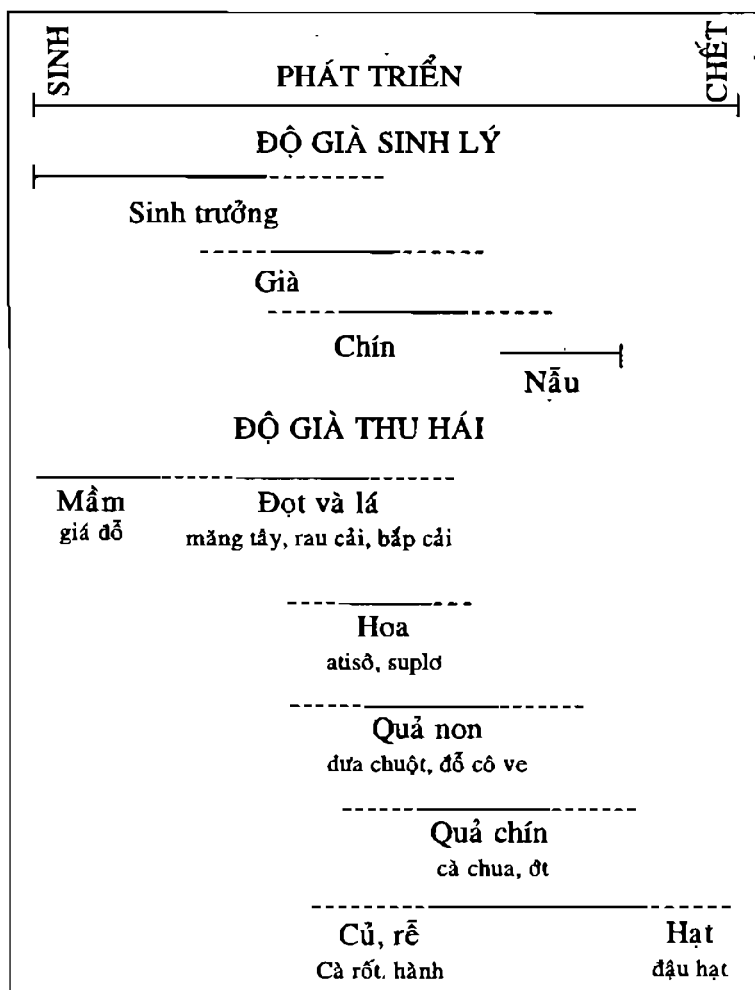 SINH
CHẾT
PHÁT TRIỂN
ĐỘ GIÀ SINH LÝ
Sinh trưởng
Già
Chín
Nẫu
ĐỘ GIÀ THU HÁI
Mầm
giá đỗ
Đọt và lá
măng tây, rau cải, bắp cải
Hoa
atisô, suplơ
Quả non
dưa chuột, đỗ cô ve
Quả chín
cà chua, ớt
Củ, rễ
Cà rốt, hành
Hạt
đậu hạt